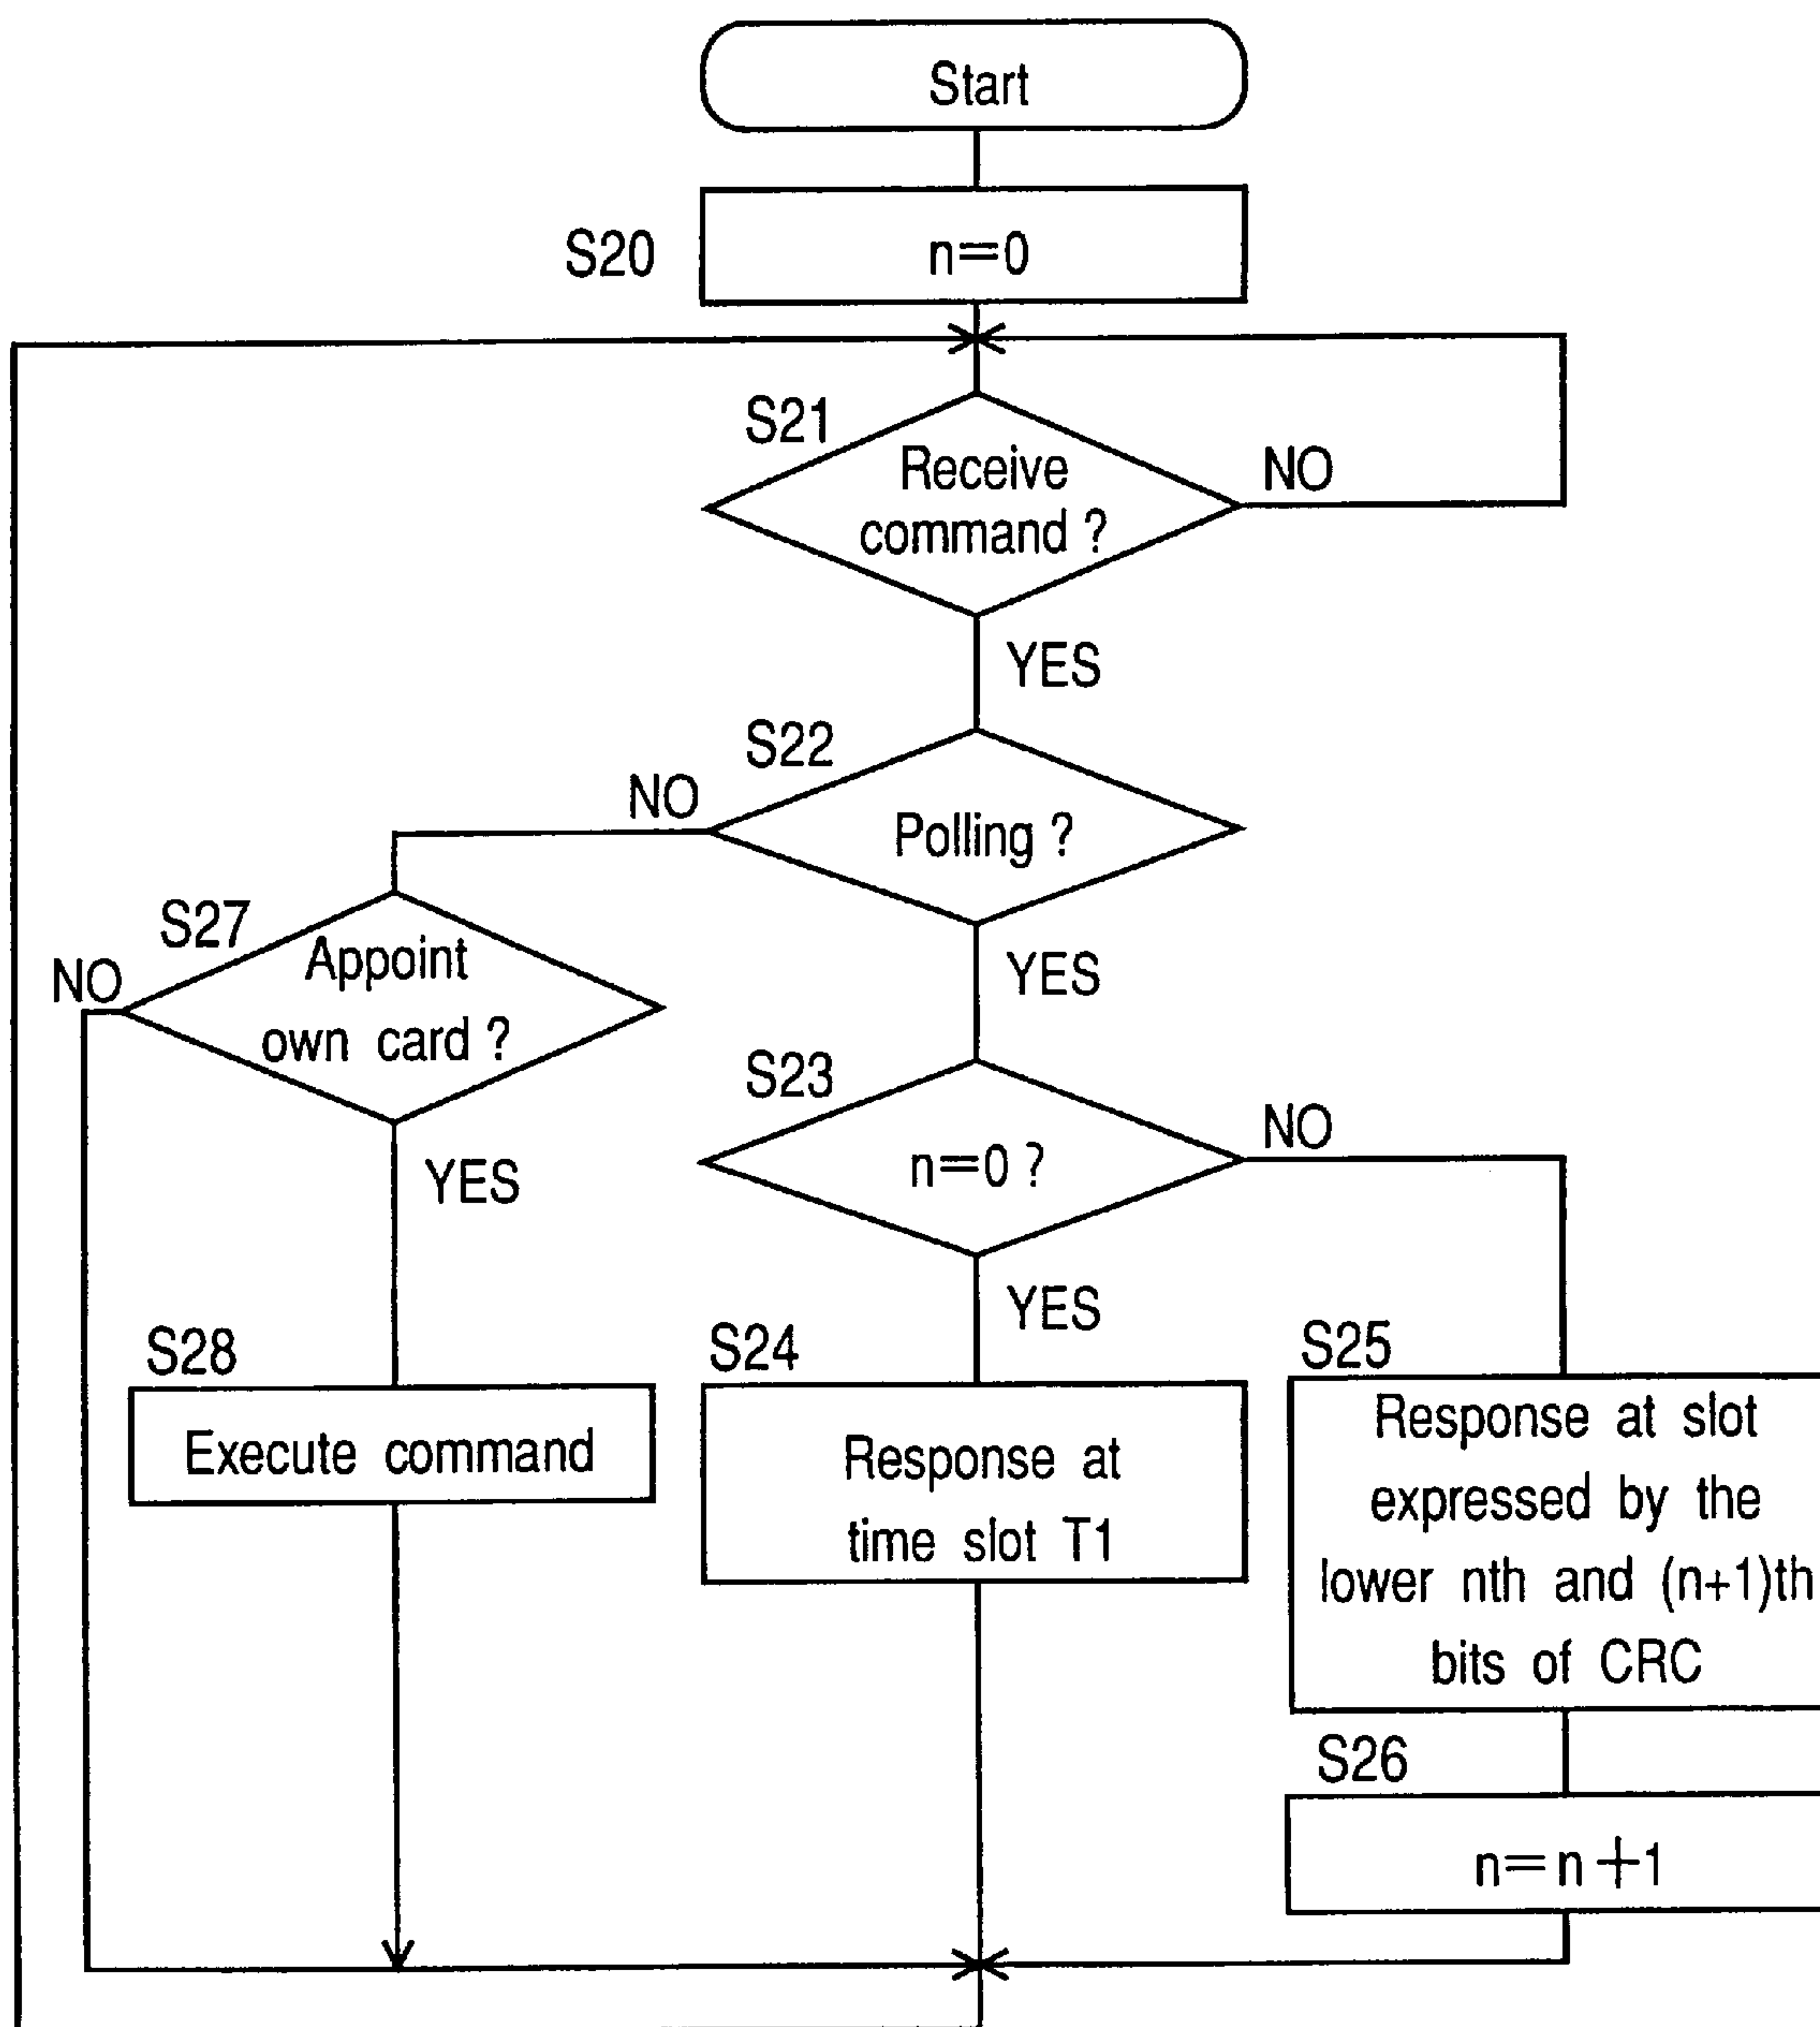 Start
S20
n=0
S21
Receive
command ?
NO
YES
S22
NO
Polling ?
YES
S27
NO
Appoint
own card ?
YES
S23
n=0 ?
NO
YES
S28
Execute command
S24
Response at
time slot T1
S25
Response at slot
expressed by the
lower nth and (n+1)th
bits of CRC
S26
n=n+1